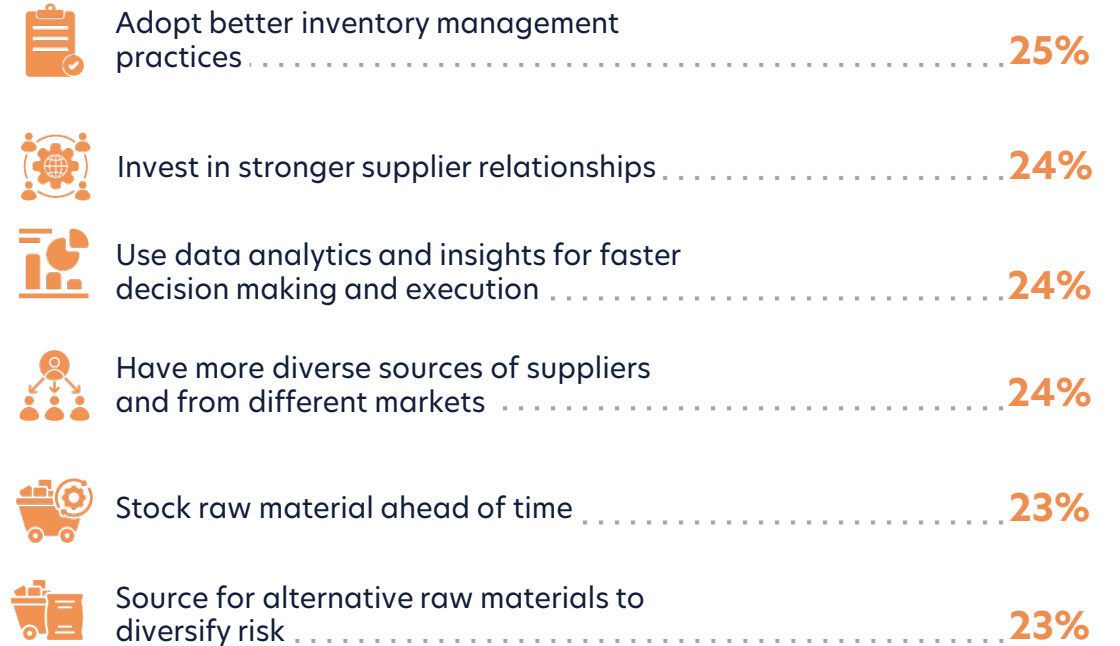 Adopt better inventory management
practices 25%
Invest in stronger supplier relationships 24%
Use data analytics and insights for faster
decision making and execution 24%
Have more diverse sources of suppliers
and from different markets 24%
Stock raw material ahead of time 23%
Source for alternative raw materials to
diversify risk 23%